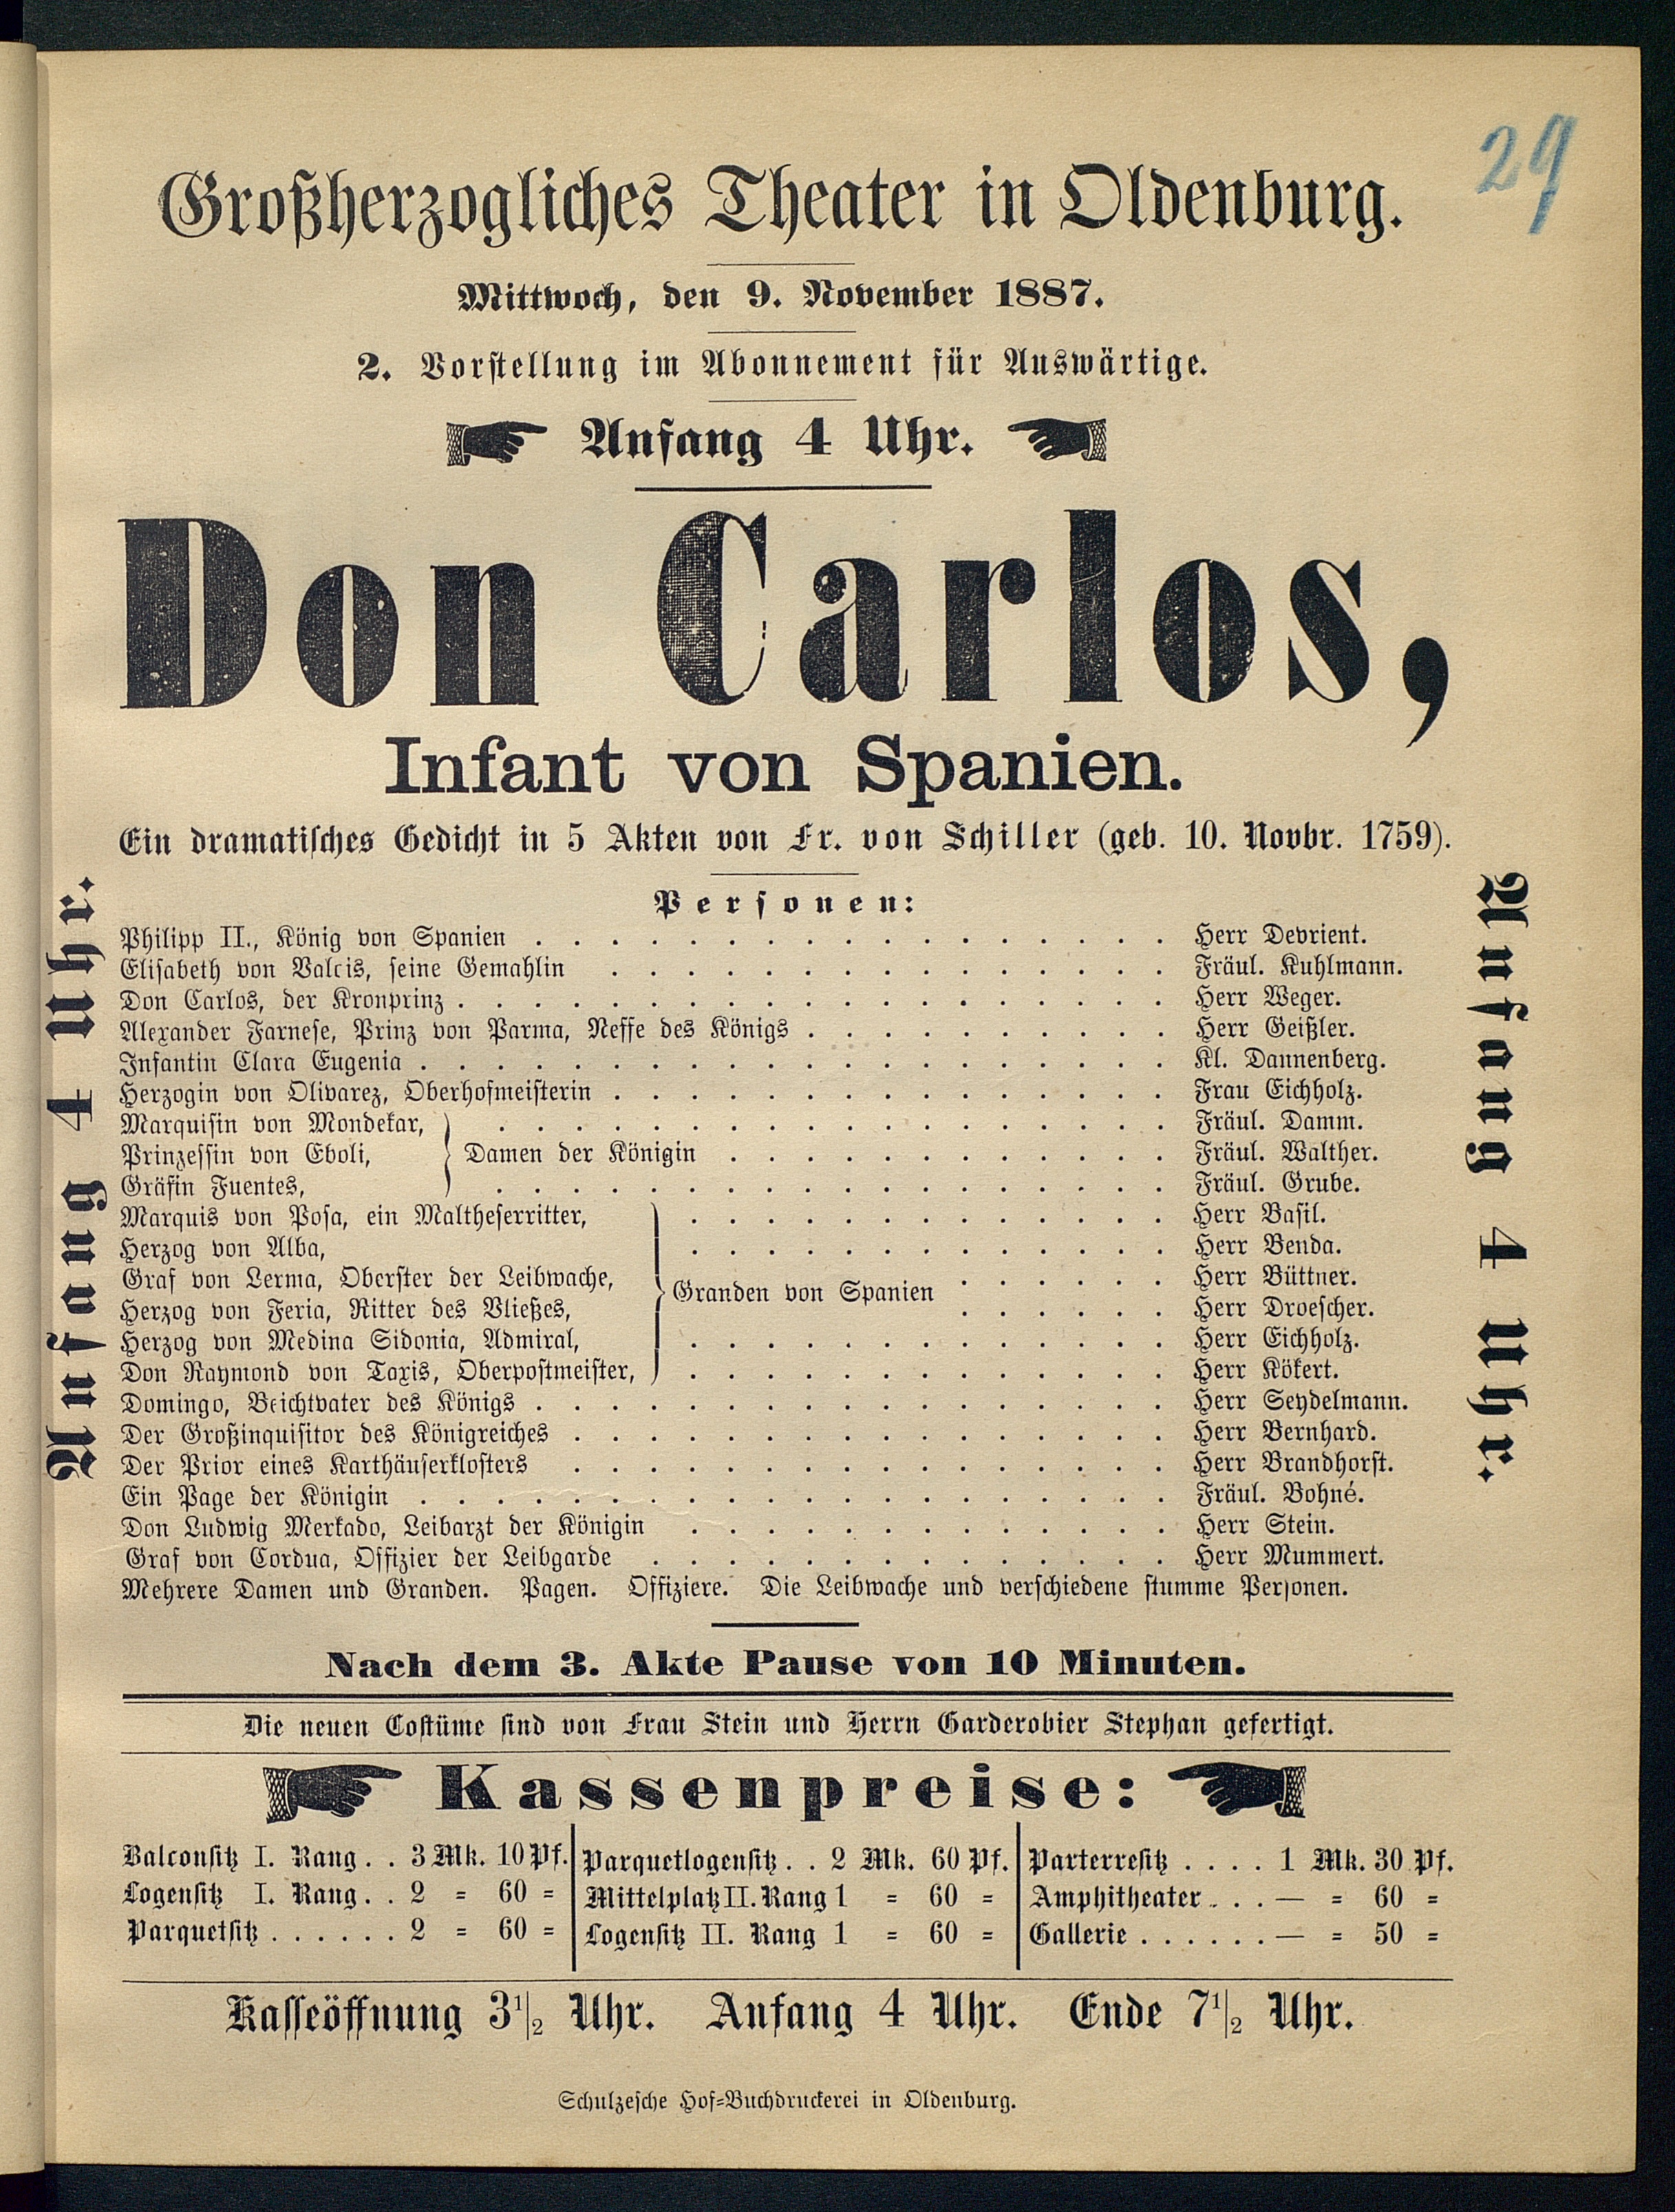 29
Großherzogliches Theater in Oldenburg.
Mittwoch, den 9. November 1887.
2. Vorstellung im Abonnement für Auswärtige.
Anfang 4 Uhr.
Don Carlos,
Infant von Spanien.
Ein dramatisches Gedicht in 5 Akten von Fr. von Schiller (geb. 10. Novbr. 1759).
Anfang 4 Uhr.
Anfang 4 Uhr.
Personen:
Philipp II., König von Spanien . . . . . . . . . . . . . . . . . Herr Devrient.
Elisabeth von Valois, seine Gemahlin . . . . . . . . . . . . . . . Fräul. Kuhlmann.
Don Carlos, der Kronprinz . . . . . . . . . . . . . . . . . . . Herr Weger.
Alexander Farnese, Prinz von Parma, Neffe des Königs . . . . . . . . . . Herr Geißler.
Infantin Clara Eugenia . . . . . . . . . . . . . . . . . . . . Kl. Dannenberg.
Herzogin von Olivarez, Oberhofmeisterin . . . . . . . . . . . . . . . Frau Eichholz.
Marquisin von Mondekar, . . . . . . . . . . . . . . . . . . Fräul. Damm.
Prinzessin von Eboli, } Damen der Königin . . . . . . . . . . . . Fräul. Walther.
Gräfin Fuentes, . . . . . . . . . . . . . . . . . . Fräul. Grube.
Marquis von Posa, ein Maltheserritter, . . . . . . . . . . . . . Herr Basil.
Herzog von Alba, . . . . . . . . . . . . . Herr Benda.
Graf von Lerma, Oberster der Leibwache, . . . . . . Herr Büttner.
} Granden von Spanien
Herzog von Feria, Ritter des Vließes, . . . . . . Herr Droescher.
Herzog von Medina Sidonia, Admiral, . . . . . . . . . . . . . Herr Eichholz.
Don Raymond von Taxis, Oberpostmeister, . . . . . . . . . . . . . Herr Kökert.
Domingo, Beichtvater des Königs . . . . . . . . . . . . . . . . . Herr Seydelmann.
Der Großinquisitor des Königreiches . . . . . . . . . . . . . . . . Herr Bernhard.
Der Prior eines Karthäuserklosters . . . . . . . . . . . . . . . . Herr Brandhorst.
Ein Page der Königin . . . . . . . . . . . . . . . . . . . . Fräul. Bohné.
Don Ludwig Merkado, Leibarzt der Königin . . . . . . . . . . . . . Herr Stein.
Graf von Cordua, Offizier der Leibgarde . . . . . . . . . . . . . . Herr Mummert.
Mehrere Damen und Granden. Pagen. Offiziere. Die Leibwache und verschiedene stumme Personen.
Nach dem 3. Akte Pause von 10 Minuten.
Die neuen Costüme sind von Frau Stein und Herrn Garderobier Stephan gefertigt.
Kassenpreise:
Balconsitz I. Rang . . 3 Mk. 10 Pf.
Logensitz I. Rang . . 2 = 60 =
Parquetsitz . . . . . . 2 = 60 =
Parquetlogensitz . . 2 Mk. 60 Pf.
Mittelplatz II. Rang 1 = 60 =
Logensitz II. Rang 1 = 60 =
Parterresitz . . . . 1 Mk. 30 Pf.
Amphitheater . . . — = 60 =
Gallerie . . . . . . — = 50 =
Kasseöffnung 3 1/2 Uhr. Anfang 4 Uhr. Ende 7 1/2 Uhr.
Schulzesche Hof=Buchdruckerei in Oldenburg.